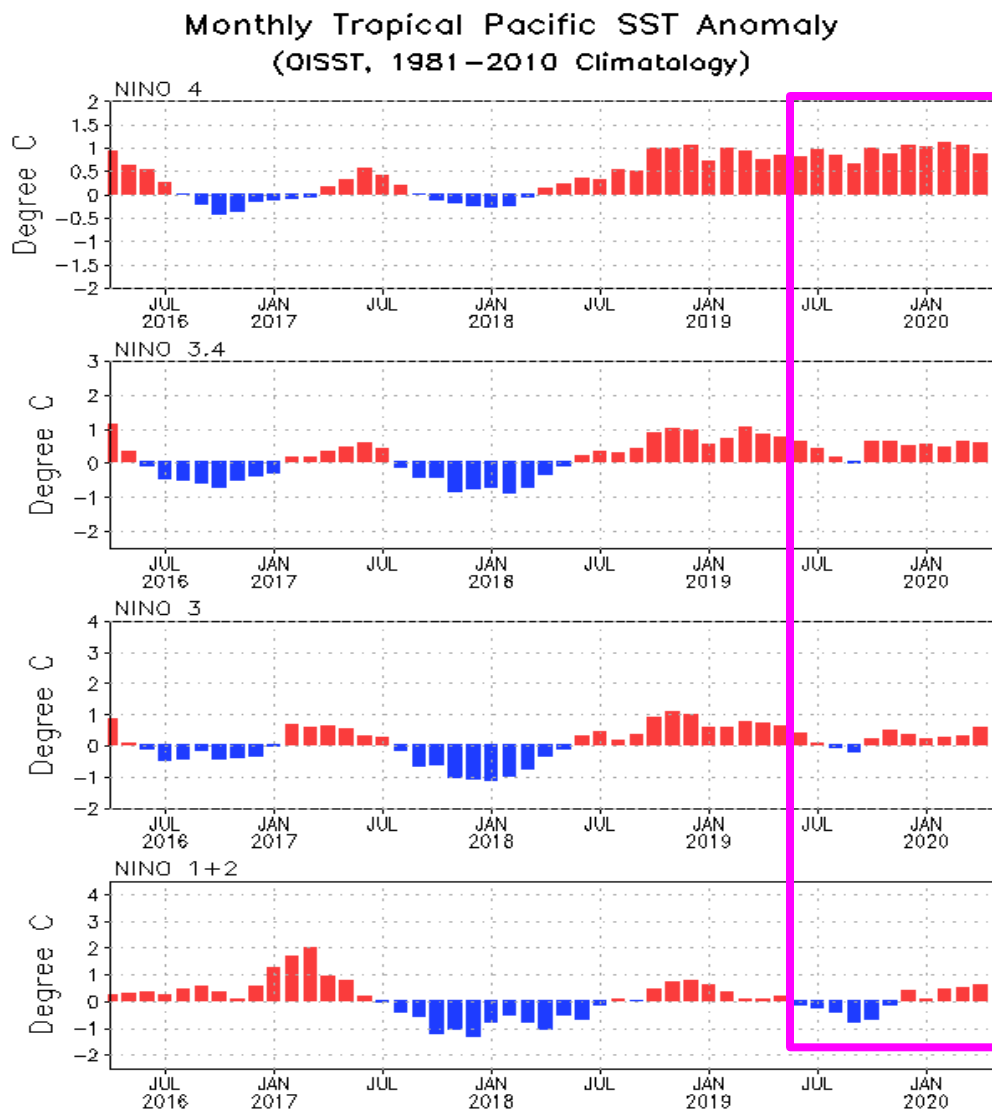 Monthly Tropical Pacific SST Anomaly
(OISST, 1981-2010 Climatology)
NINO 4
Degree C
2
1.5
1
0.5
0
-0.5
-1
-1.5
-2
JUL JAN JUL JAN JUL JAN JUL JAN
2016 2017 2018 2019 2020
NINO 3.4
Degree C
3
2
1
0
-1
-2
JUL JAN JUL JAN JUL JAN JUL JAN
2016 2017 2018 2019 2020
NINO 3
Degree C
4
3
2
1
0
-1
-2
JUL JAN JUL JAN JUL JAN JUL JAN
2016 2017 2018 2019 2020
NINO 1+2
Degree C
4
3
2
1
0
-1
-2
JUL JAN JUL JAN JUL JAN JUL JAN
2016 2017 2018 2019 2020